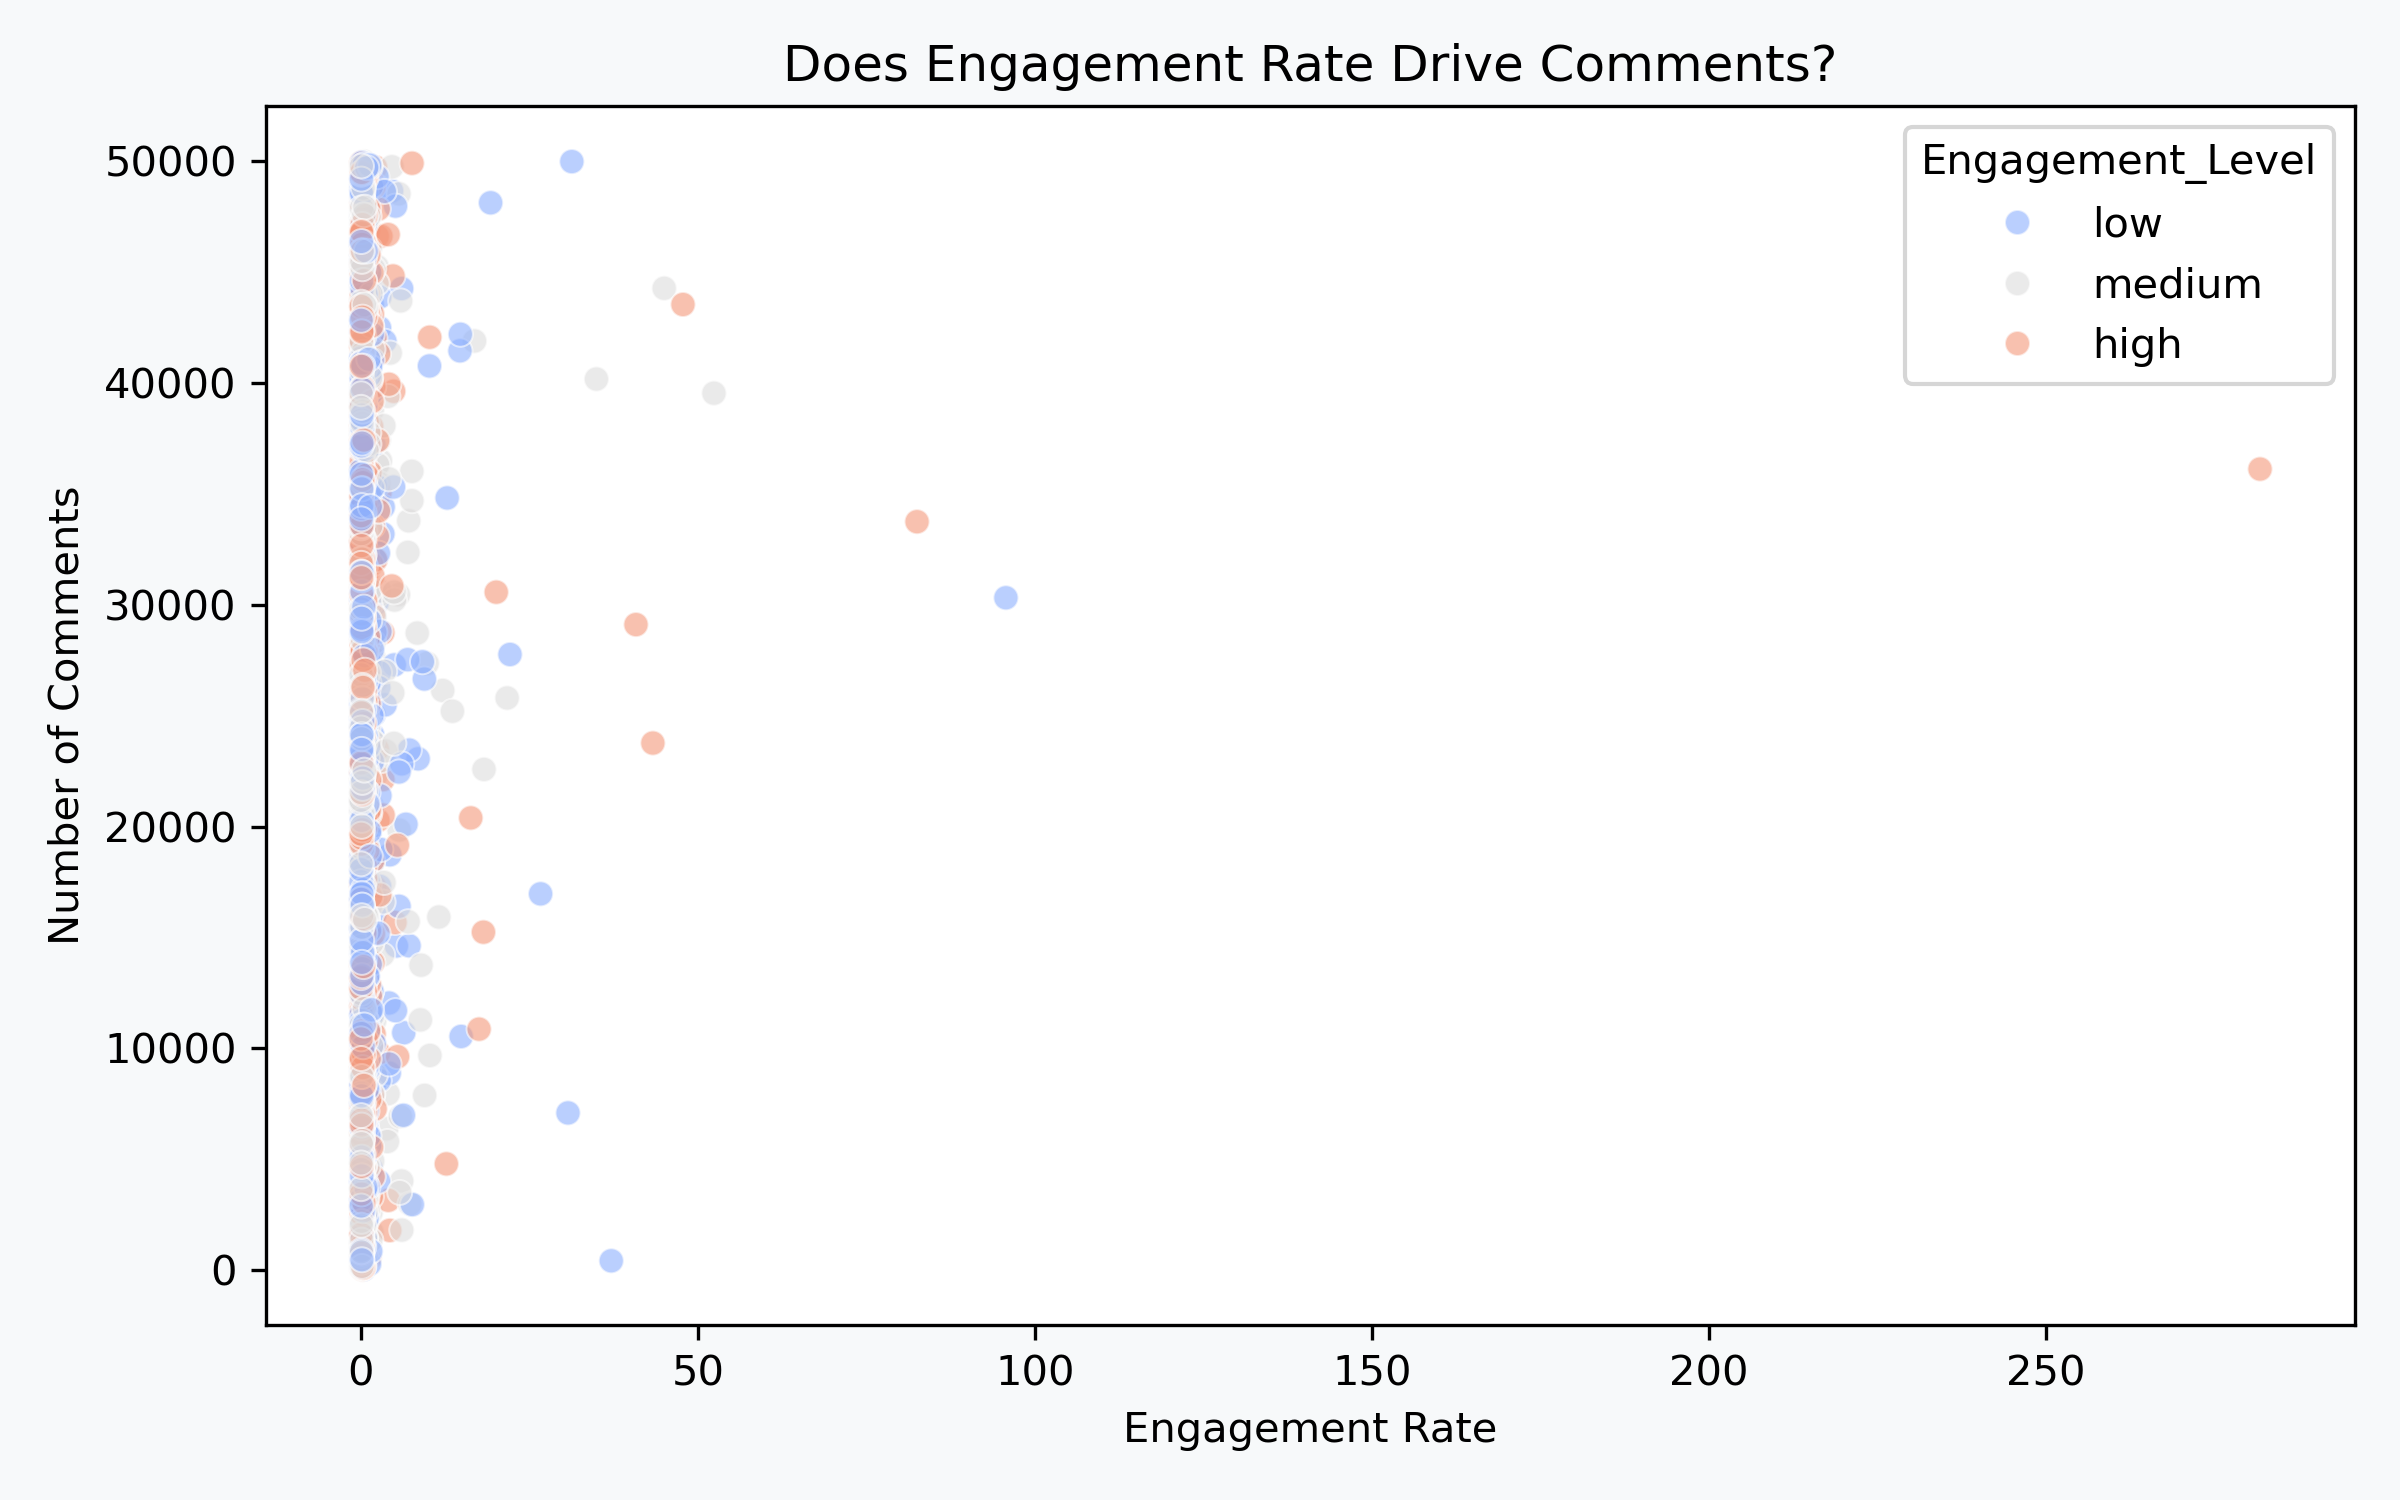 Does Engagement Rate Drive Comments?
Engagement_Level
low
medium
high
50000
40000
30000
20000
10000
0
Number of Comments
0 50 100 150 200 250
Engagement Rate